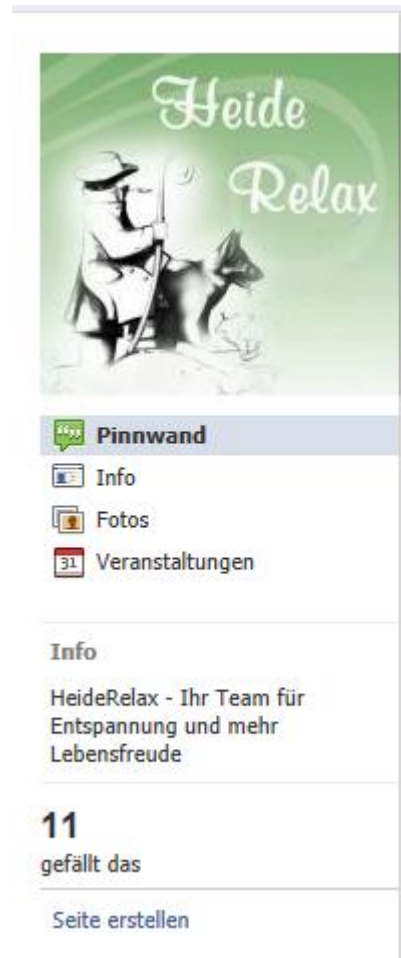 Heide
Relax
Pinnwand
Info
Fotos
31 Veranstaltungen
Info
HeideRelax - Ihr Team für
Entspannung und mehr
Lebensfreude
11
gefällt das
Seite erstellen